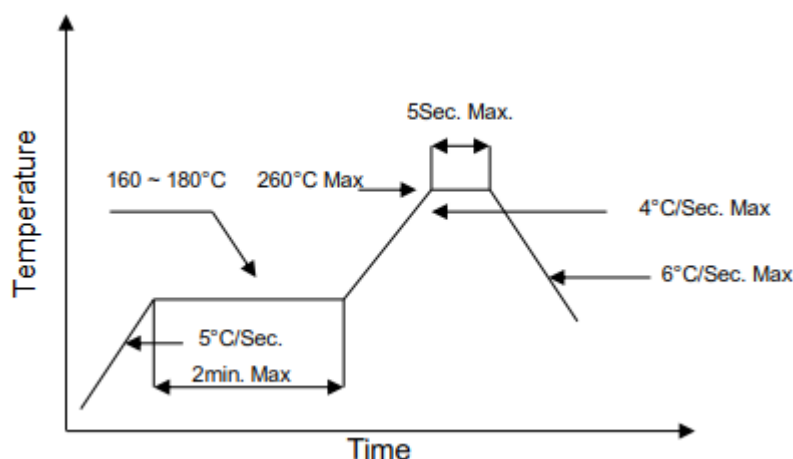 5Sec. Max.
160 ~ 180°C
260°C Max
4°C/Sec. Max
6°C/Sec. Max
5°C/Sec.
2min. Max
Temperature
Time